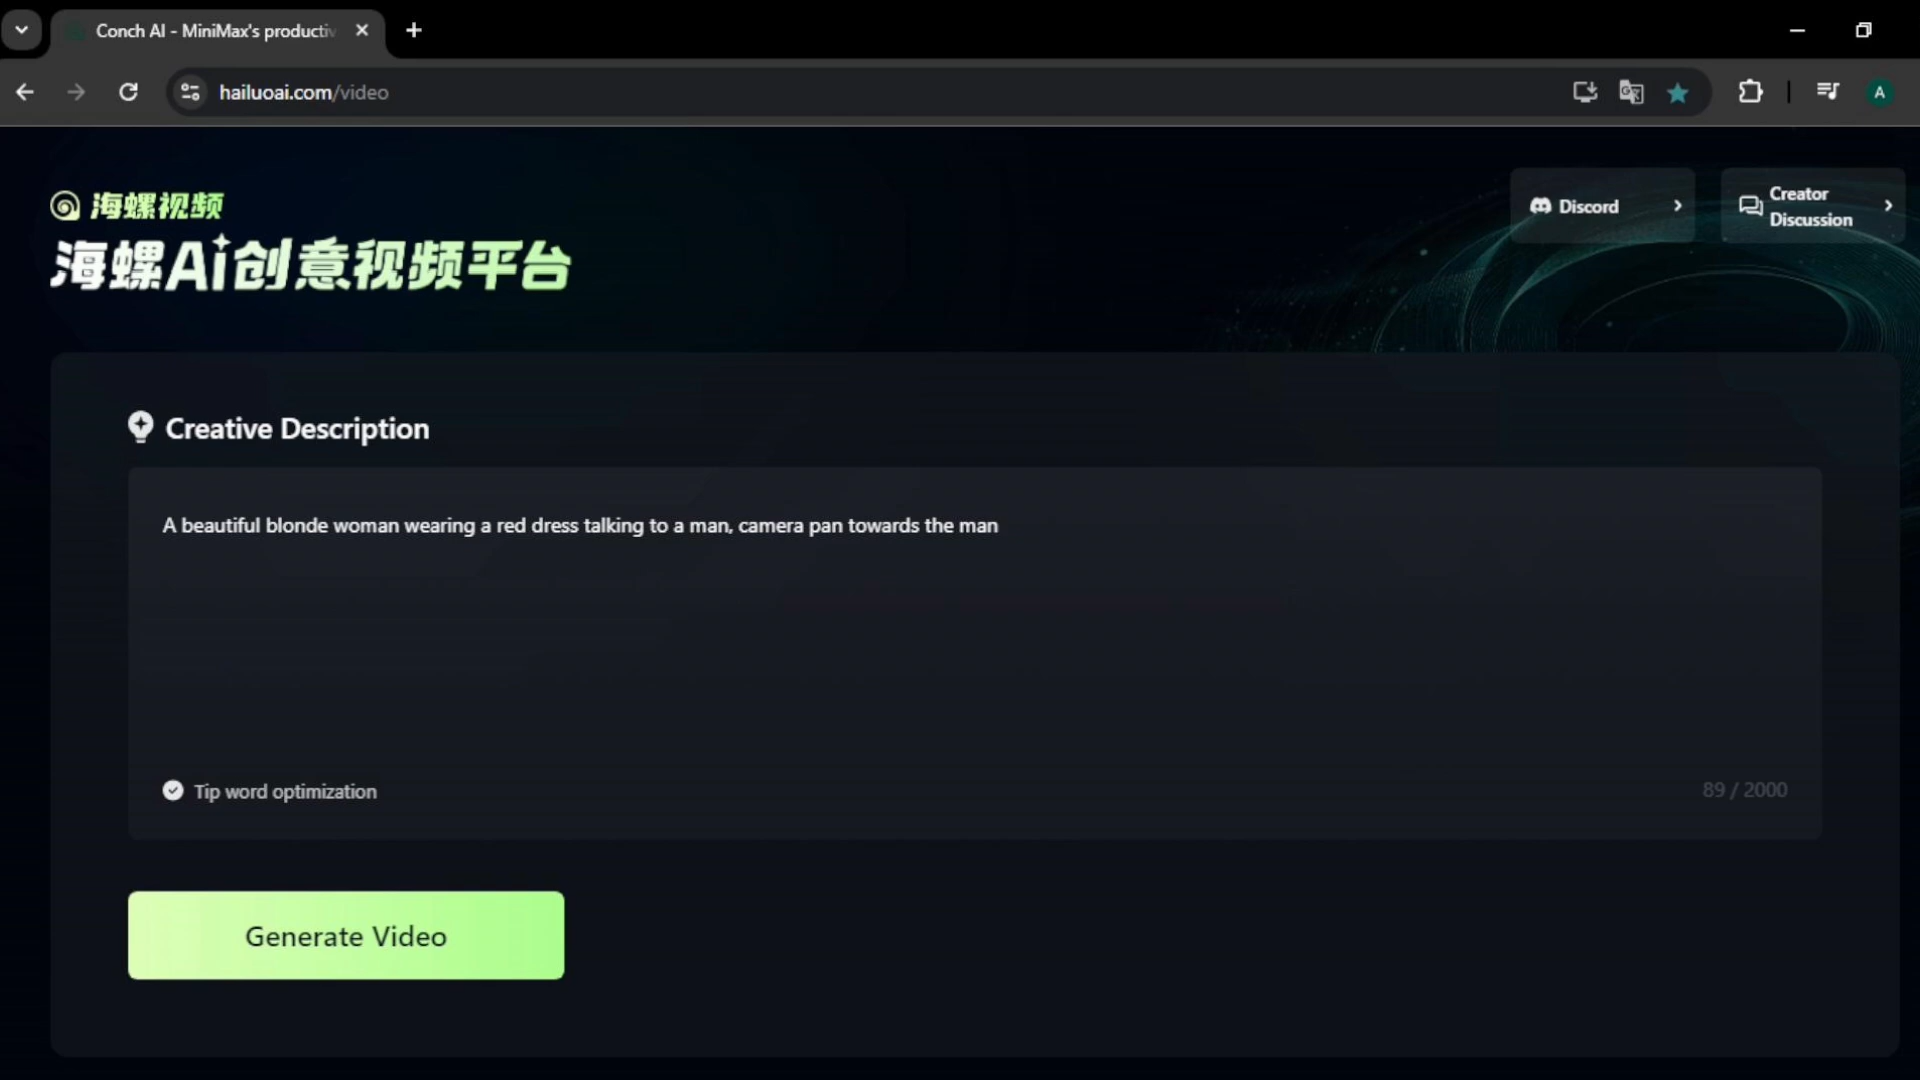 Conch AI - MiniMax's productiv
hailuoai.com/video
A
海螺视频
海螺Ai创意视频平台
Discord
Creator
Discussion
Creative Description
A beautiful blonde woman wearing a red dress talking to a man, camera pan towards the man
Tip word optimization
89 / 2000
Generate Video